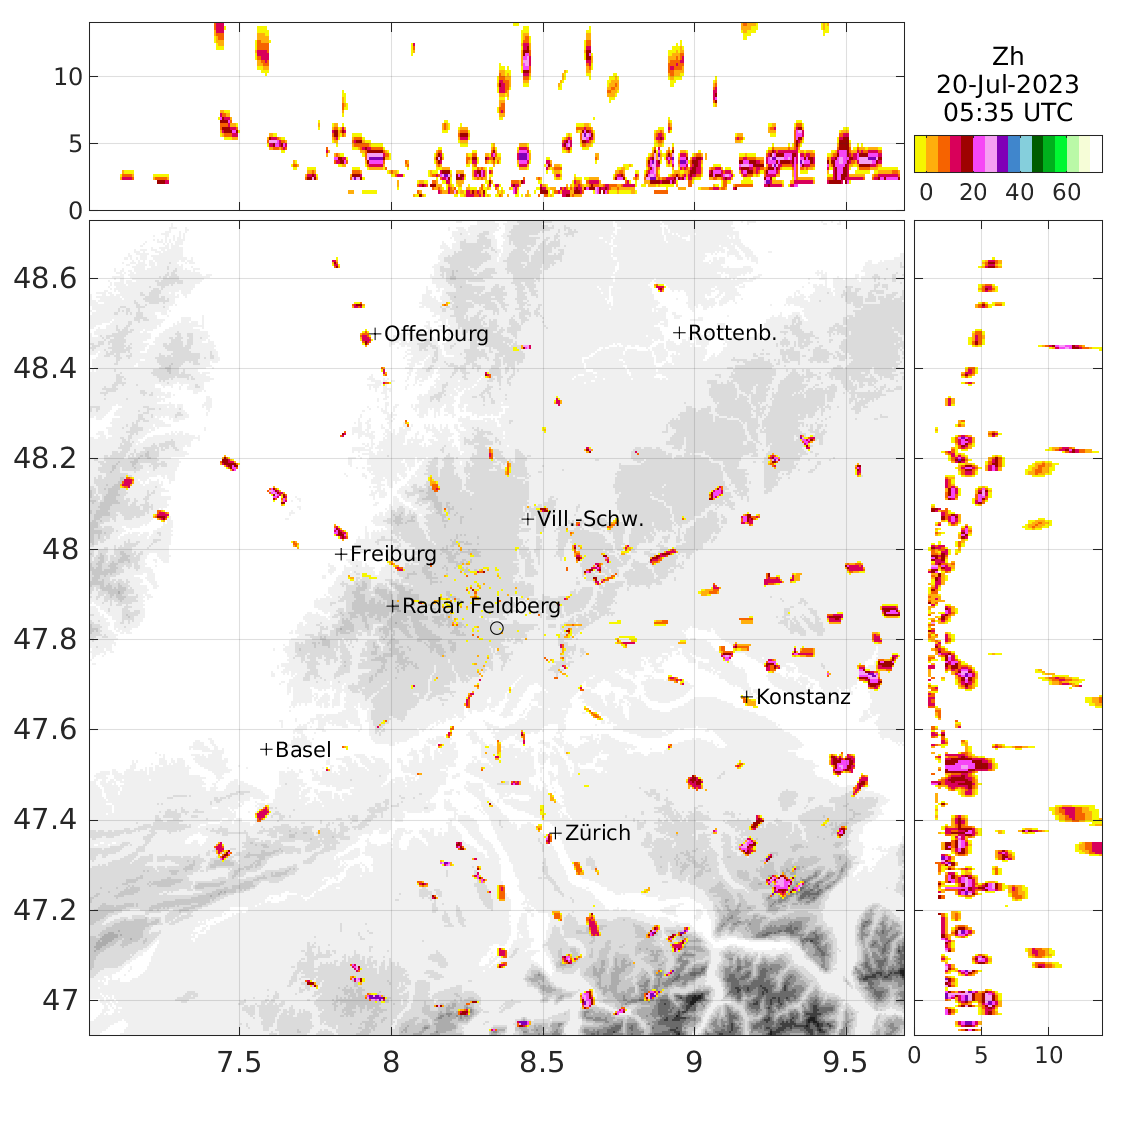 10
5
0
Zh
20-Jul-2023
05:35 UTC
0 20 40 60
48.6
48.4
48.2
48
47.8
47.6
47.4
47.2
47
+Offenburg
+Rottenb.
+Vill.-Schw.
+Freiburg
+Radar Feldberg
+Konstanz
+Basel
+Zürich
7.5 8 8.5 9 9.5
0 5 10